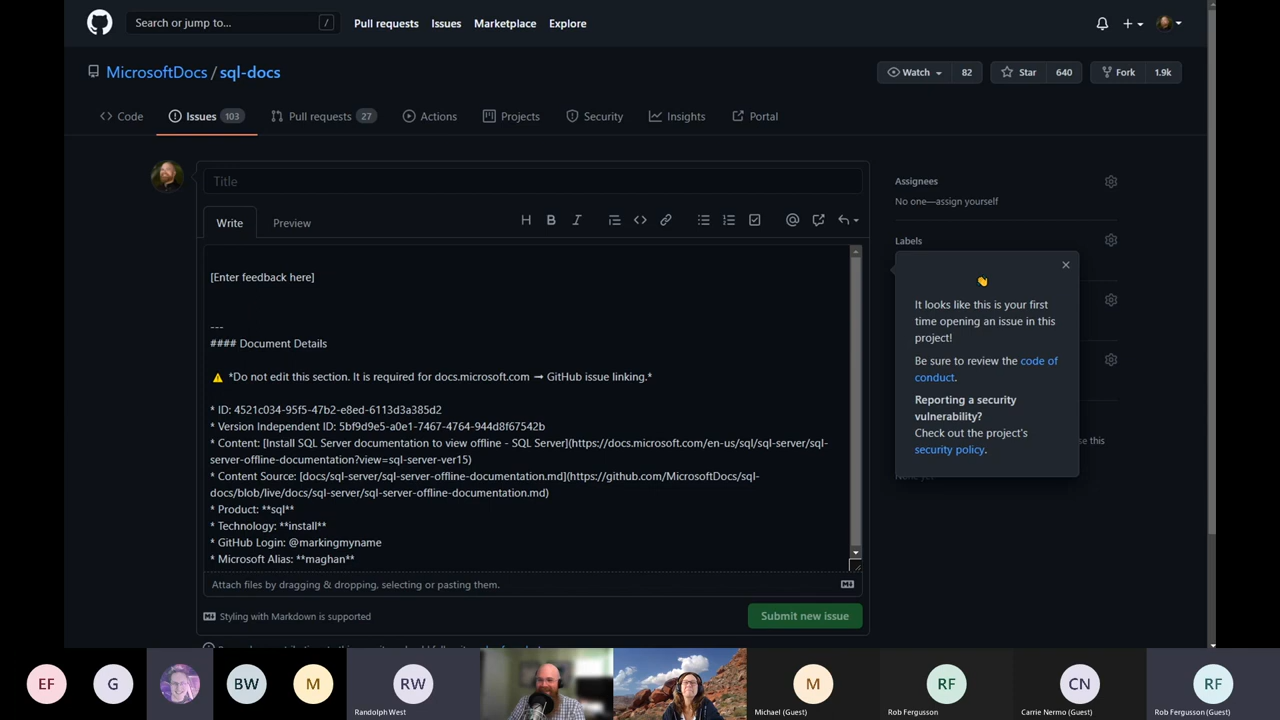 Search or jump to... /
Pull requests Issues Marketplace Explore
MicrosoftDocs / sql-docs
Watch 82 Star 640 Fork 1.9k
Code Issues 103 Pull requests 27 Actions Projects Security Insights Portal
Title
Write Preview
[Enter feedback here]
---
#### Document Details
⚠ *Do not edit this section. It is required for docs.microsoft.com ➟ GitHub issue linking.*
* ID: 4521c034-95f5-47b2-e8ed-6113d3a385d2
* Version Independent ID: 5bf9d9e5-a0e1-7467-4764-944d8f67542b
* Content: [Install SQL Server documentation to view offline - SQL Server](https://docs.microsoft.com/en-us/sql/sql-server/sql-
server-offline-documentation?view=sql-server-ver15)
* Content Source: [docs/sql-server/sql-server-offline-documentation.md](https://github.com/MicrosoftDocs/sql-
docs/blob/live/docs/sql-server/sql-server-offline-documentation.md)
* Product: **sql**
* Technology: **install**
* GitHub Login: @markingmyname
* Microsoft Alias: **maghan**
Attach files by dragging & dropping, selecting or pasting them.
Styling with Markdown is supported
Submit new issue
Assignees
No one—assign yourself
Labels
It looks like this is your first
time opening an issue in this
project!
Be sure to review the code of
conduct.
Reporting a security
vulnerability?
Check out the project's
security policy.
se this
EF G BW M RW M RF CN RF
Randolph West
Michael (Guest)
Rob Fergusson
Carrie Nermo (Guest)
Rob Fergusson (Guest)